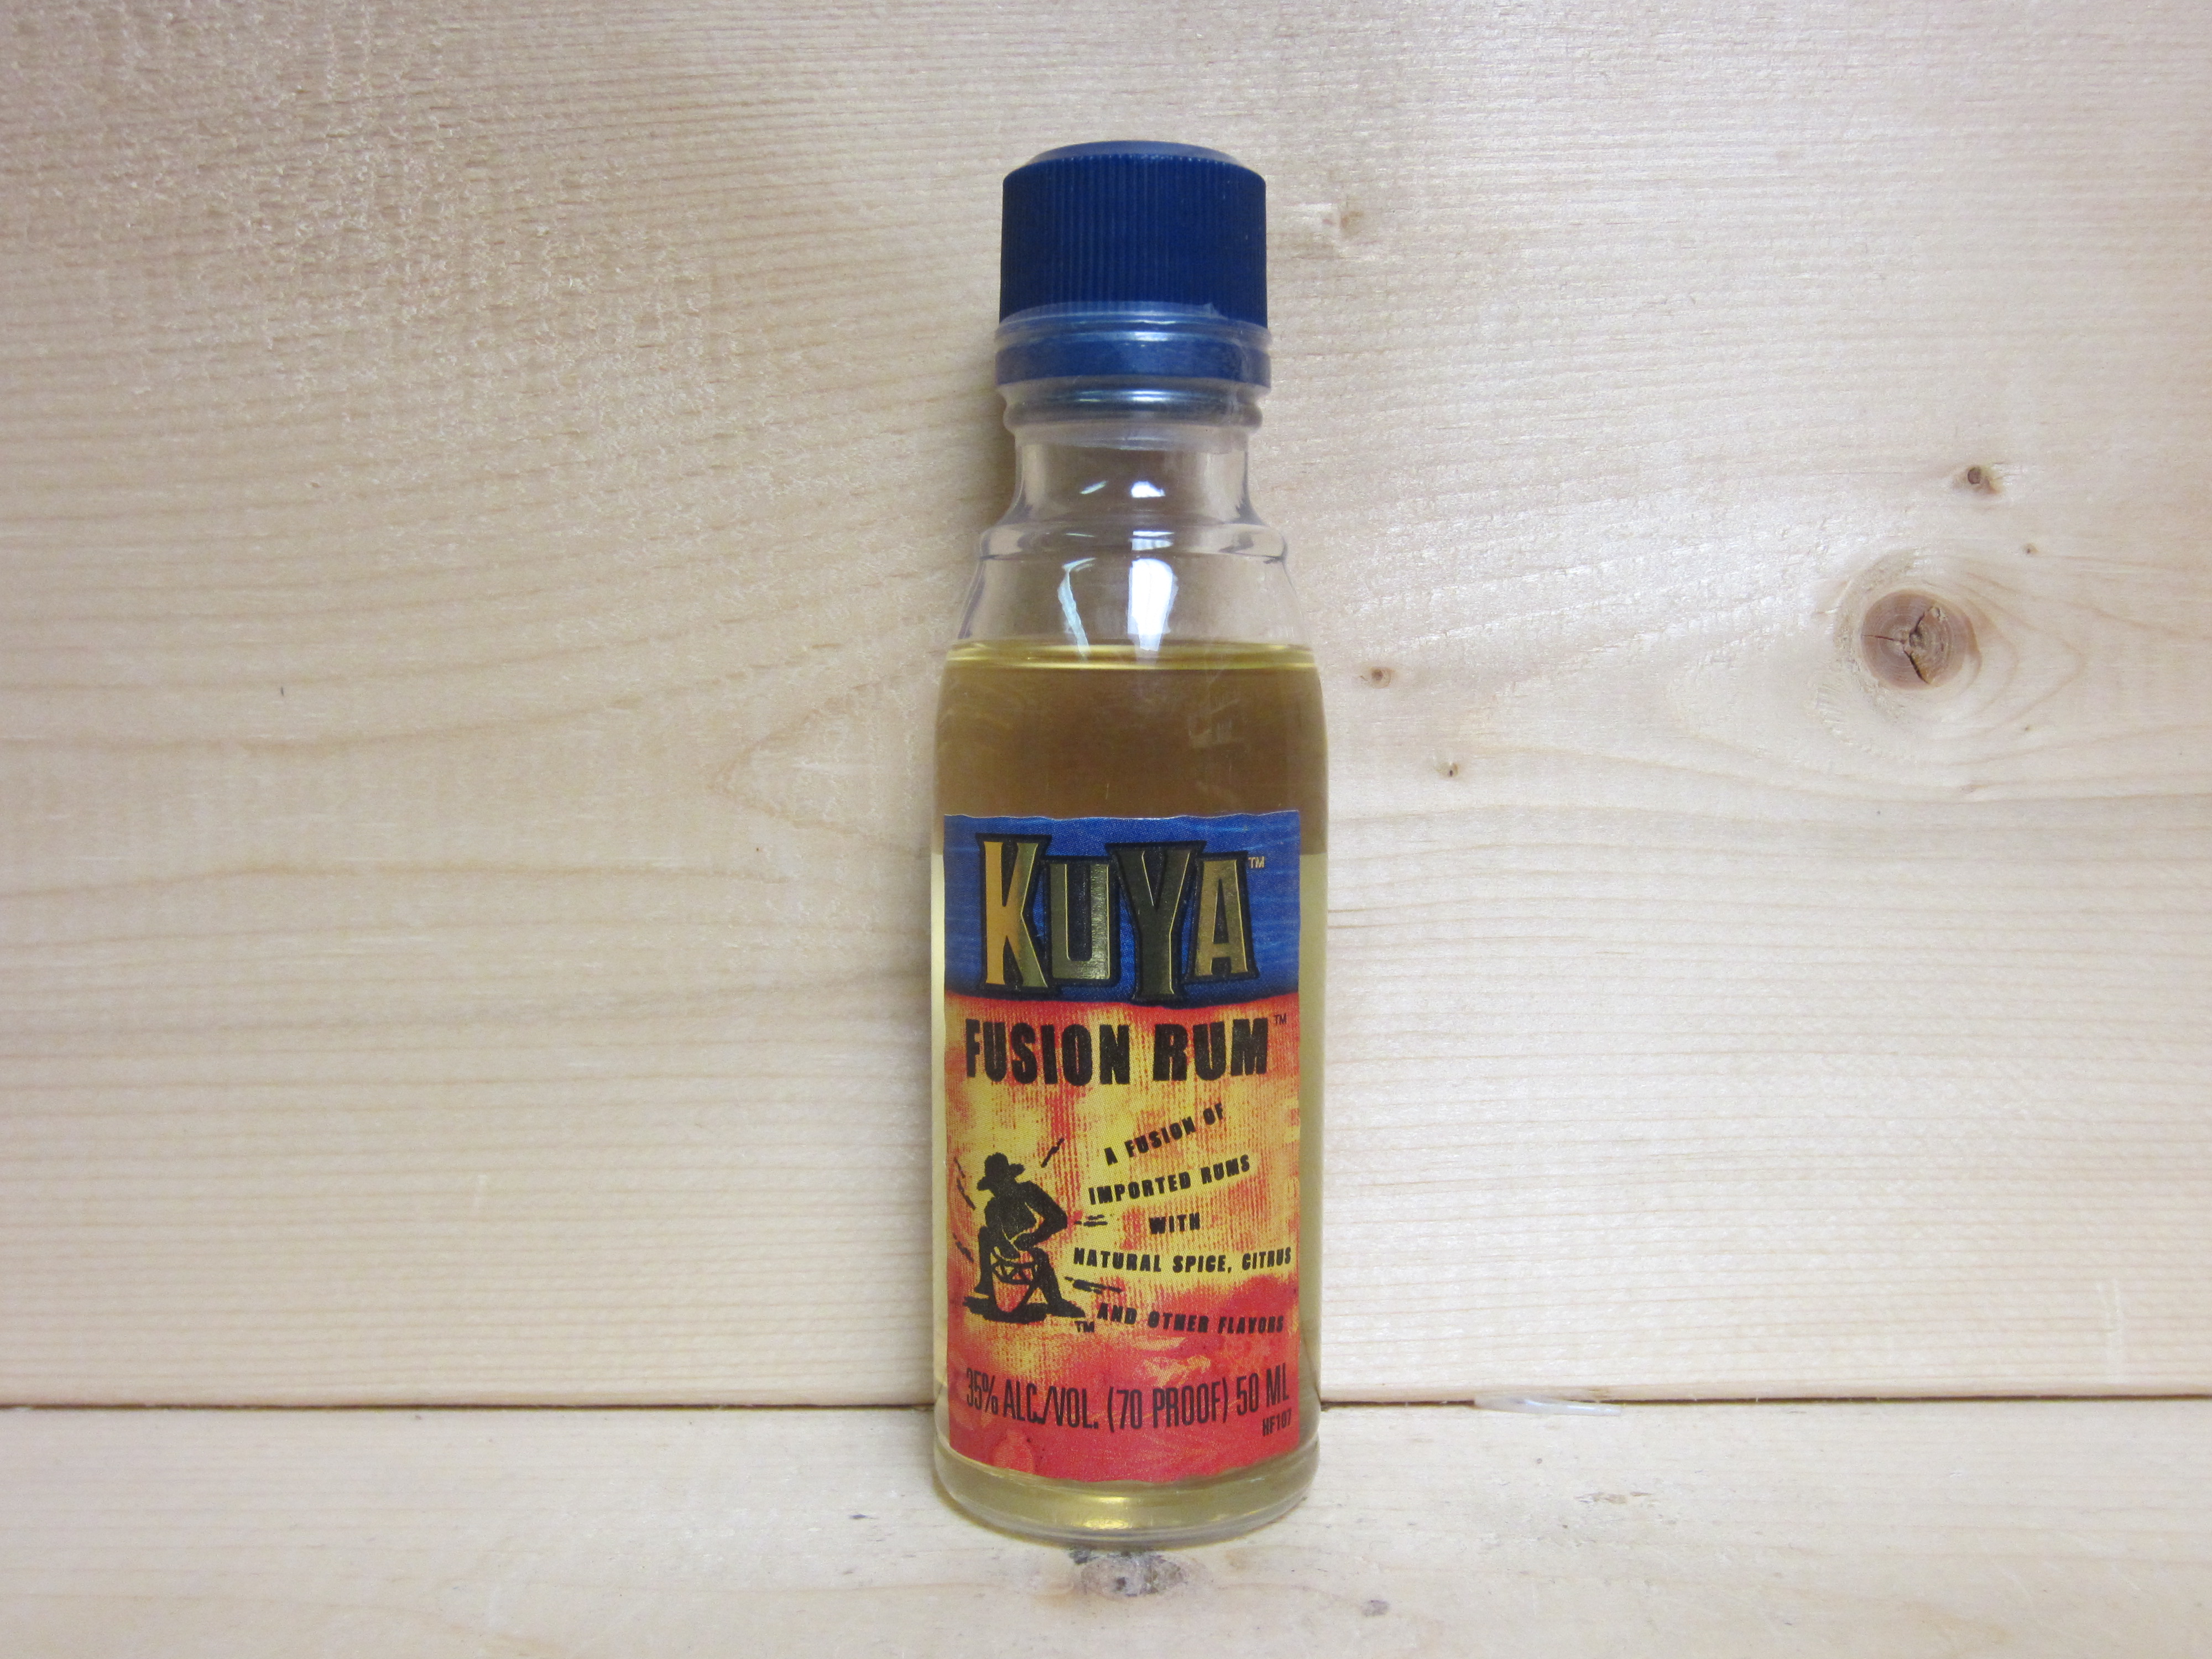 KUYA™
FUSION RUM™
A FUSION OF
IMPORTED RUMS
WITH
NATURAL SPICE, CITRUS
AND OTHER FLAVORS
TM
35% ALC./VOL. (70 PROOF) 50 ML
HF107